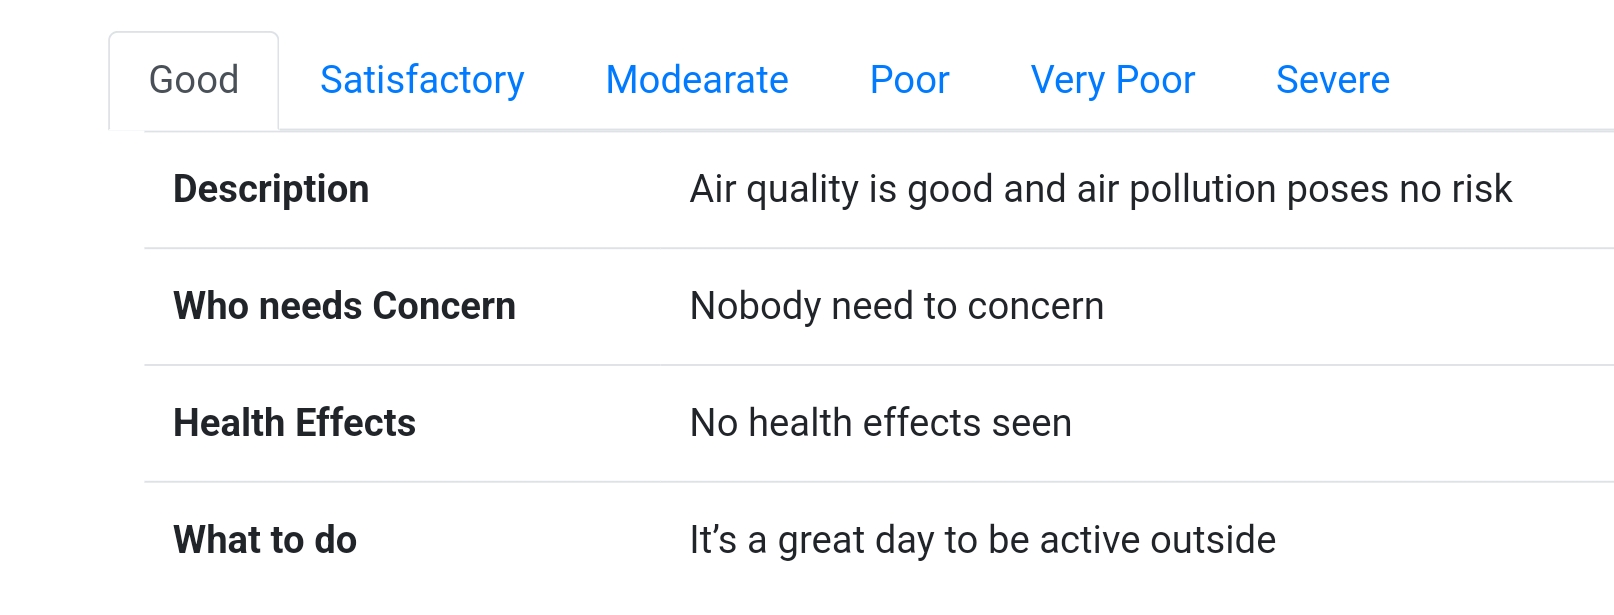 Good Satisfactory Modearate Poor Very Poor Severe
Description Air quality is good and air pollution poses no risk
Who needs Concern Nobody need to concern
Health Effects No health effects seen
What to do It’s a great day to be active outside